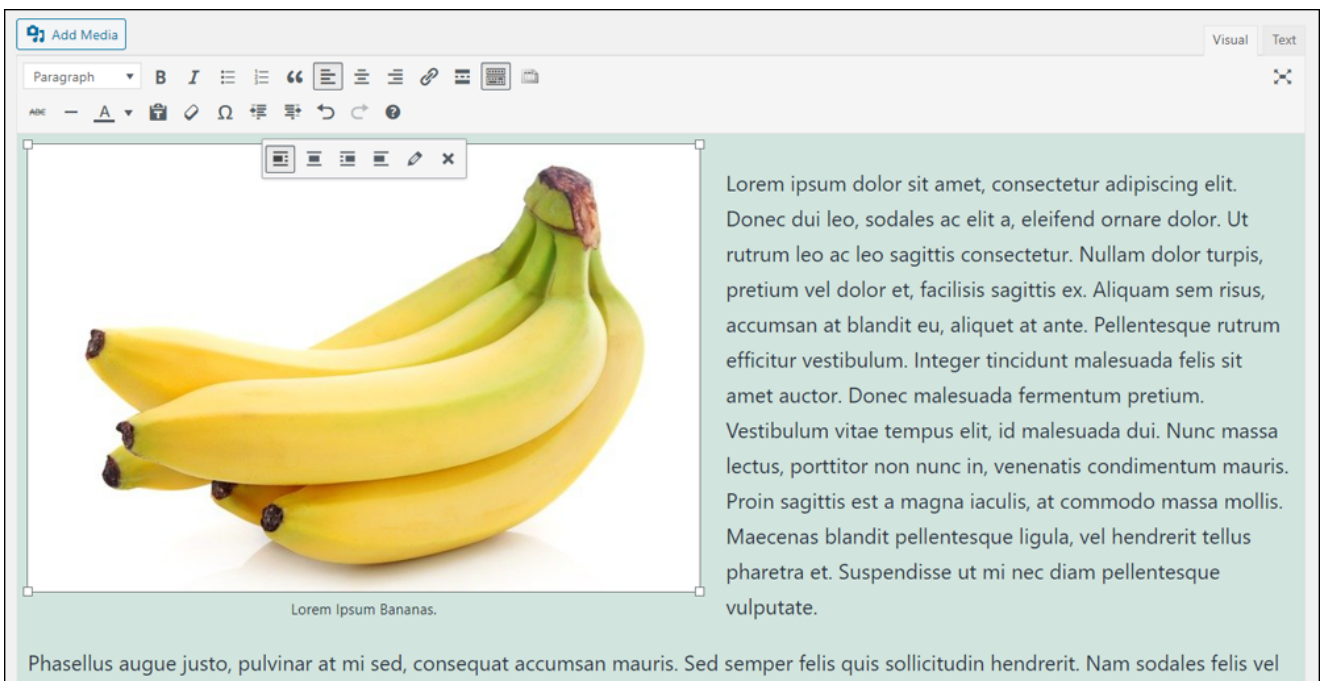 Add Media
Visual Text
Paragraph B I
ABC A Ω
Lorem ipsum dolor sit amet, consectetur adipiscing elit.
Donec dui leo, sodales ac elit a, eleifend ornare dolor. Ut
rutrum leo ac leo sagittis consectetur. Nullam dolor turpis,
pretium vel dolor et, facilisis sagittis ex. Aliquam sem risus,
accumsan at blandit eu, aliquet at ante. Pellentesque rutrum
efficitur vestibulum. Integer tincidunt malesuada felis sit
amet auctor. Donec malesuada fermentum pretium.
Vestibulum vitae tempus elit, id malesuada dui. Nunc massa
lectus, porttitor non nunc in, venenatis condimentum mauris.
Proin sagittis est a magna iaculis, at commodo massa mollis.
Maecenas blandit pellentesque ligula, vel hendrerit tellus
pharetra et. Suspendisse ut mi nec diam pellentesque
vulputate.
Lorem Ipsum Bananas.
Phasellus augue justo, pulvinar at mi sed, consequat accumsan mauris. Sed semper felis quis sollicitudin hendrerit. Nam sodales felis vel